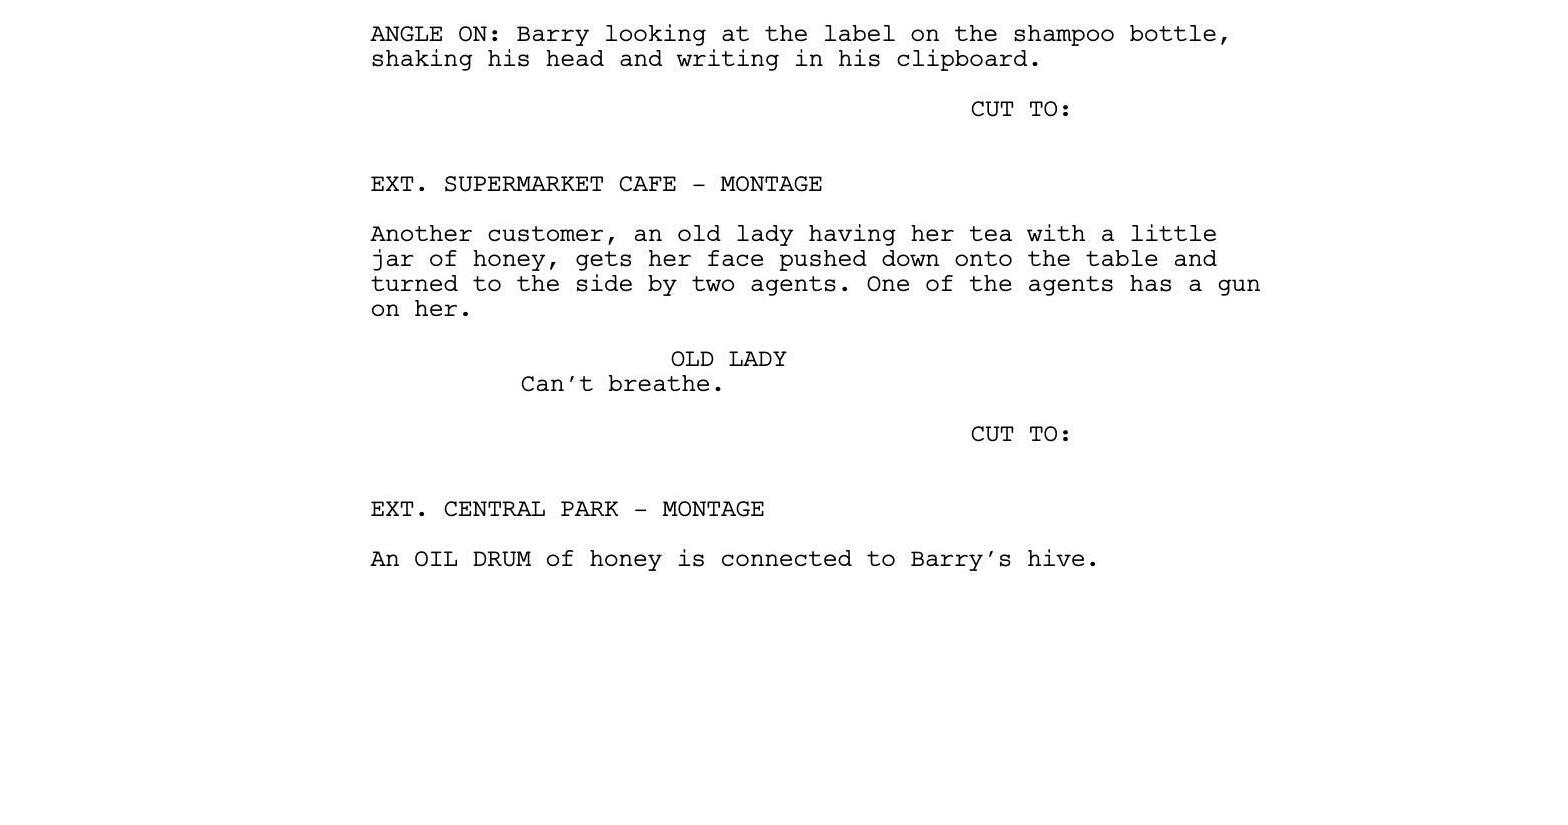 ANGLE ON: Barry looking at the label on the shampoo bottle,
shaking his head and writing in his clipboard.
CUT TO:
EXT. SUPERMARKET CAFE – MONTAGE
Another customer, an old lady having her tea with a little
jar of honey, gets her face pushed down onto the table and
turned to the side by two agents. One of the agents has a gun
on her.
OLD LADY
Can’t breathe.
CUT TO:
EXT. CENTRAL PARK – MONTAGE
An OIL DRUM of honey is connected to Barry’s hive.